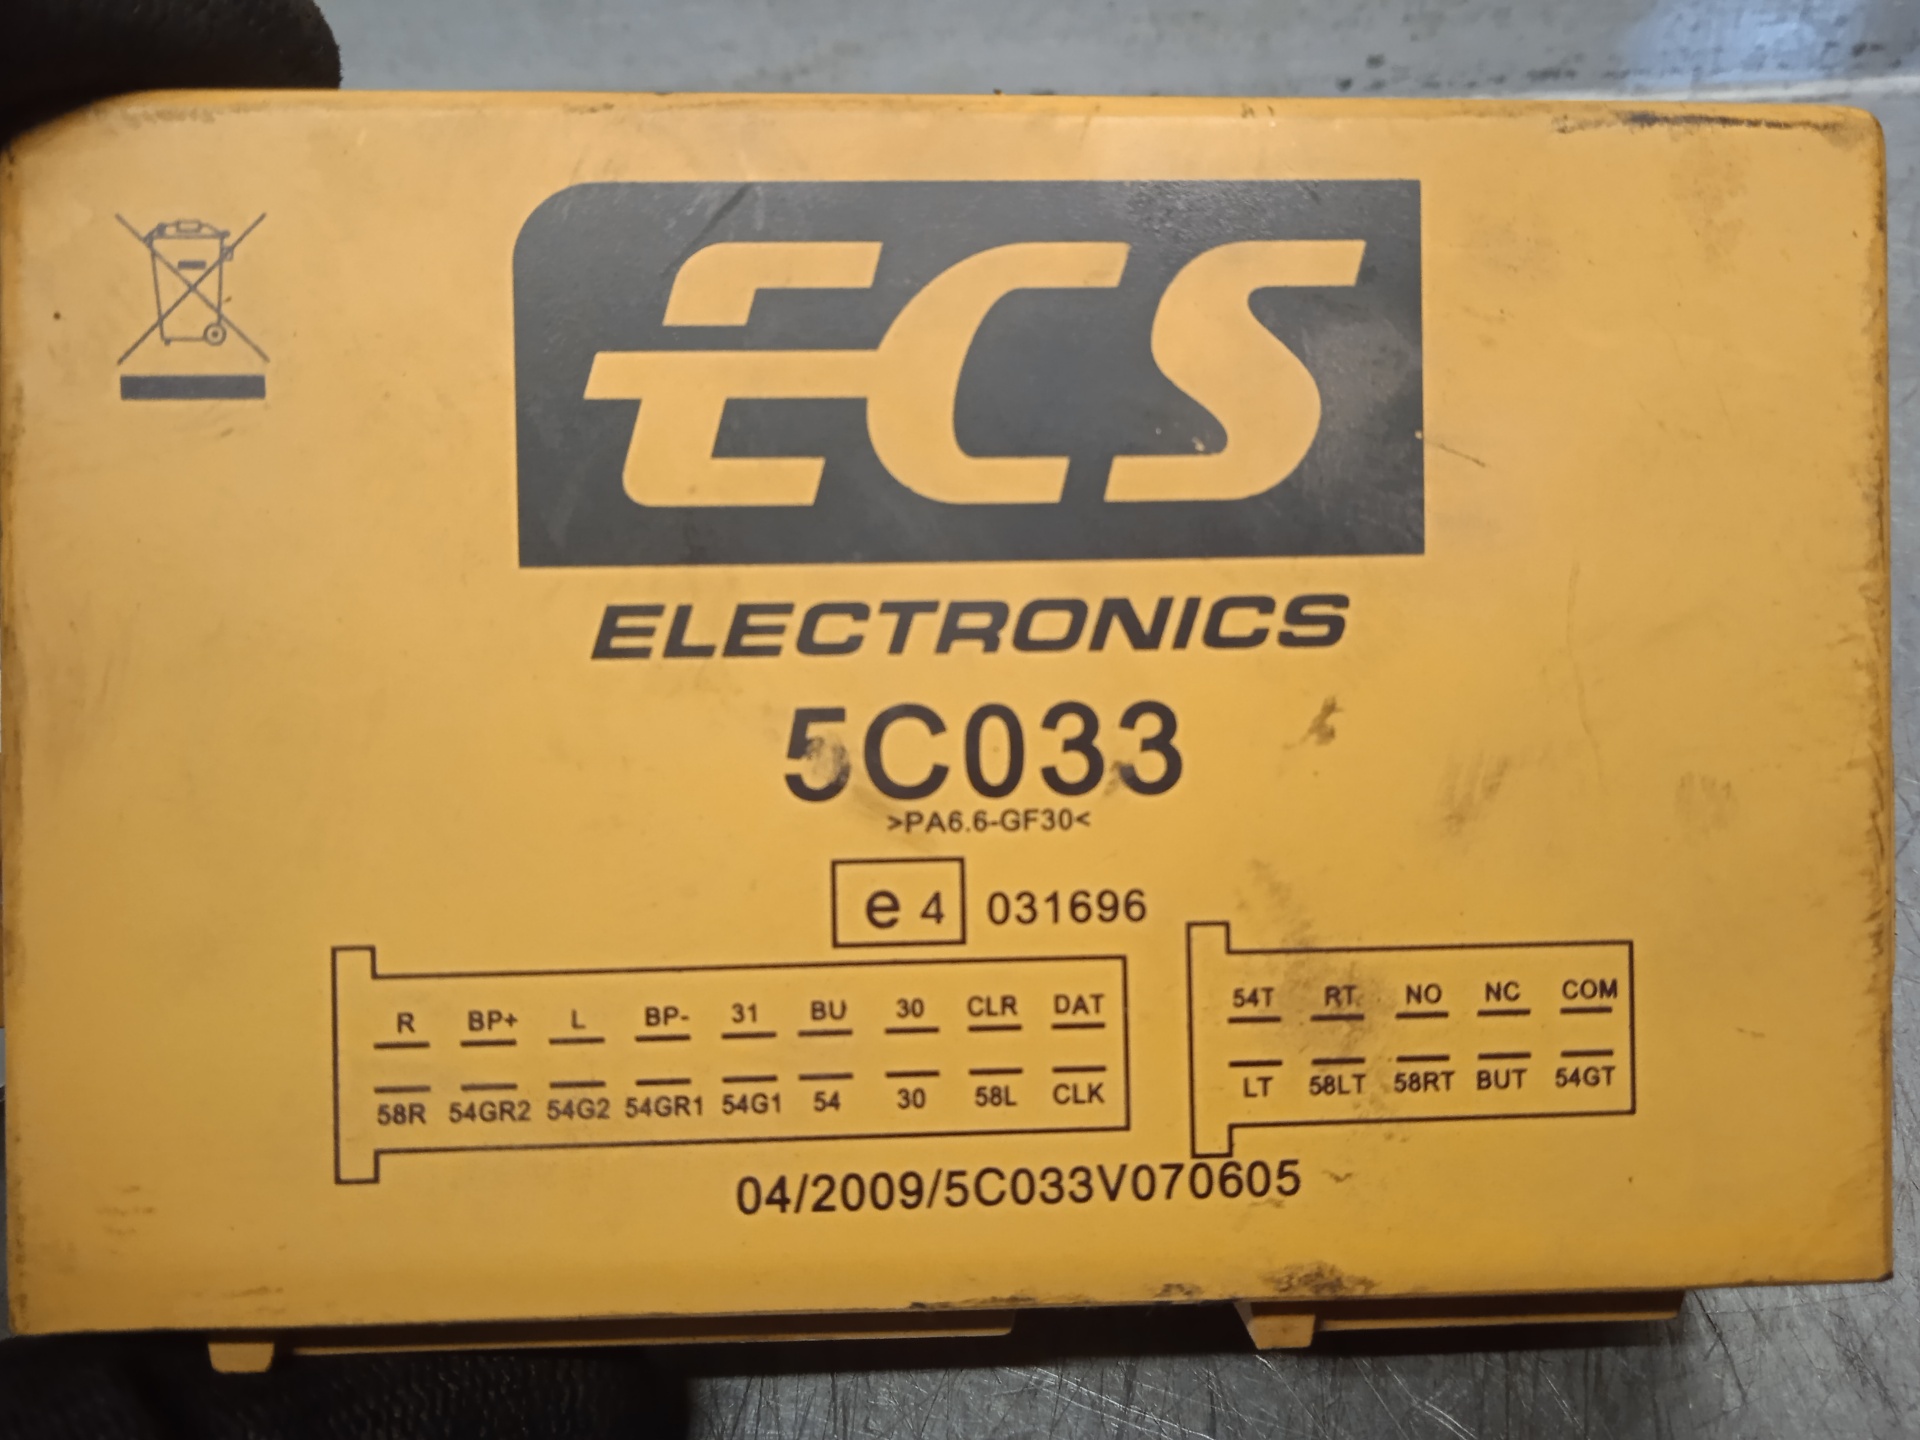 ECS
ELECTRONICS
5C033
>PA6.6-GF30<
e4 031696
R BP+ L BP- 31 BU 30 CLR DAT
58R 54GR2 54G2 54GR1 54G1 54 30 58L CLK
54T RT NO NC COM
LT 58LT 58RT BUT 54GT
04/2009/5C033V070605